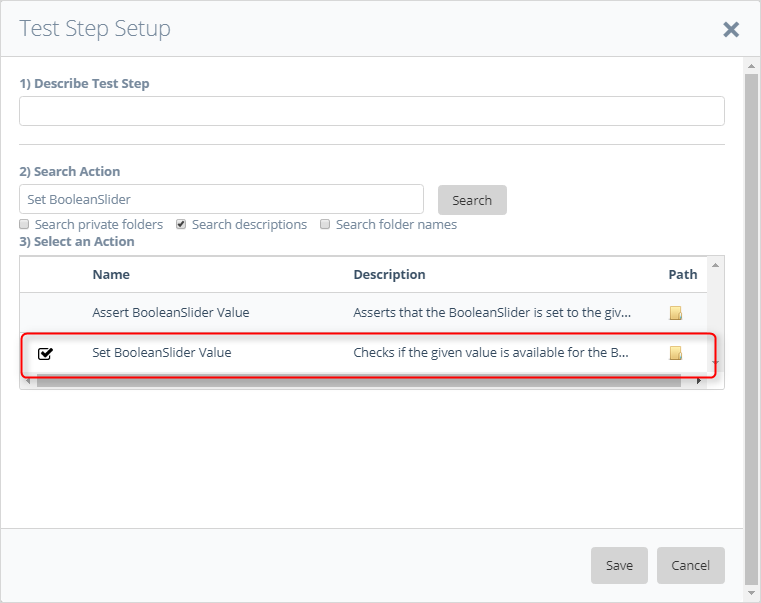 Test Step Setup
1) Describe Test Step
2) Search Action
Set BooleanSlider
Search
Search private folders Search descriptions Search folder names
3) Select an Action
Name Description Path
Assert BooleanSlider Value Asserts that the BooleanSlider is set to the giv...
Set BooleanSlider Value Checks if the given value is available for the B...
Save Cancel